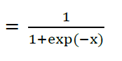 = 1/(1+exp(−x))